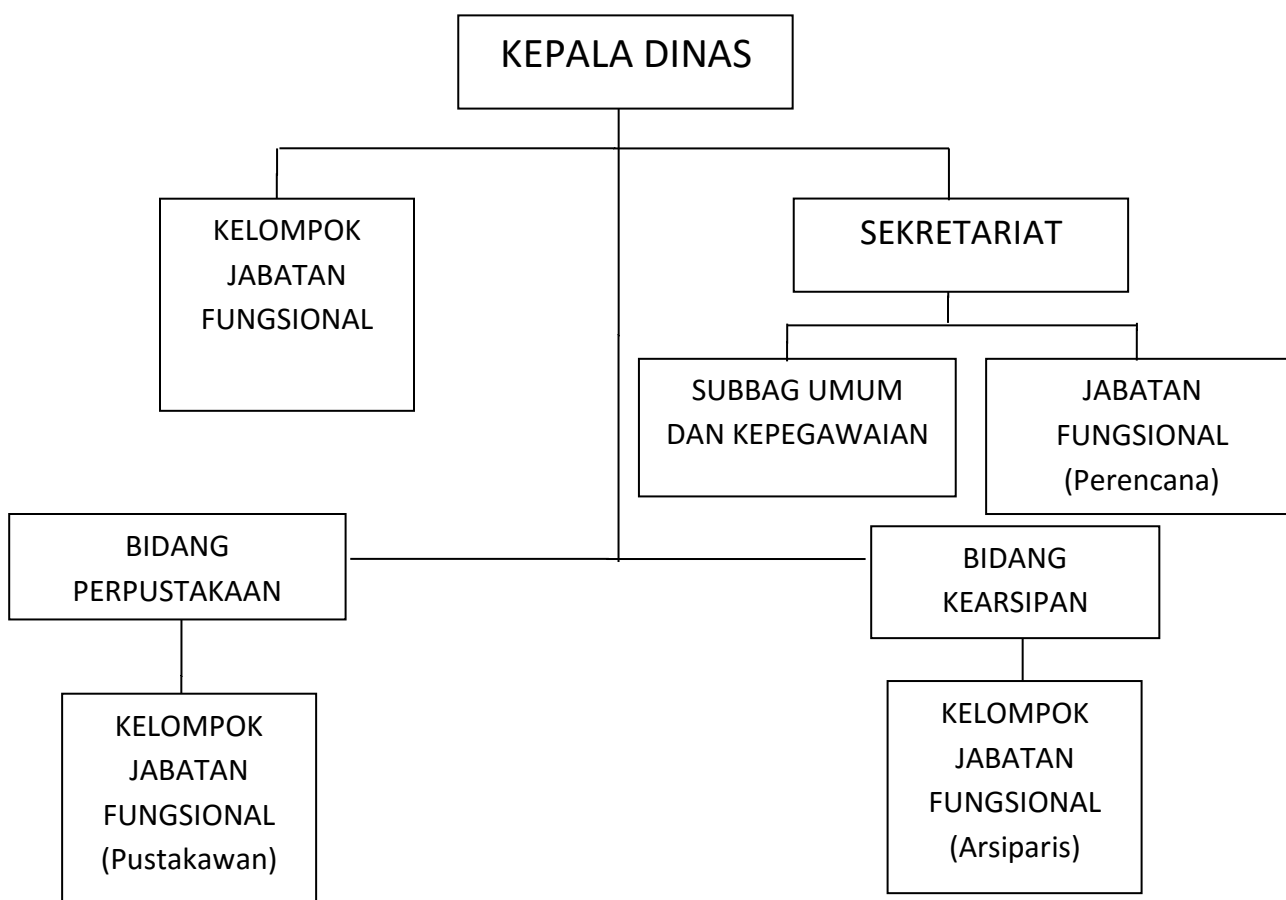 KEPALA DINAS
KELOMPOK
JABATAN
FUNGSIONAL
SEKRETARIAT
SUBBAG UMUM
DAN KEPEGAWAIAN
JABATAN
FUNGSIONAL
(Perencana)
BIDANG
PERPUSTAKAAN
BIDANG
KEARSIPAN
KELOMPOK
JABATAN
FUNGSIONAL
(Pustakawan)
KELOMPOK
JABATAN
FUNGSIONAL
(Arsiparis)